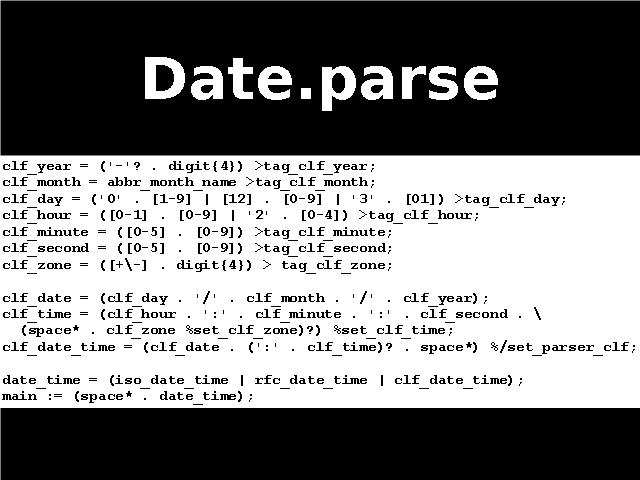 Date.parse
clf_year = ('-'? . digit{4}) >tag_clf_year;
clf_month = abbr_month_name >tag_clf_month;
clf_day = ('0' . [1-9] | [12] . [0-9] | '3' . [01]) >tag_clf_day;
clf_hour = ([0-1] . [0-9] | '2' . [0-4]) >tag_clf_hour;
clf_minute = ([0-5] . [0-9]) >tag_clf_minute;
clf_second = ([0-5] . [0-9]) >tag_clf_second;
clf_zone = ([+\-] . digit{4}) > tag_clf_zone;
clf_date = (clf_day . '/' . clf_month . '/' . clf_year);
clf_time = (clf_hour . ':' . clf_minute . ':' . clf_second . \
(space* . clf_zone %set_clf_zone)?) %set_clf_time;
clf_date_time = (clf_date . (':' . clf_time)? . space*) %/set_parser_clf;
date_time = (iso_date_time | rfc_date_time | clf_date_time);
main := (space* . date_time);